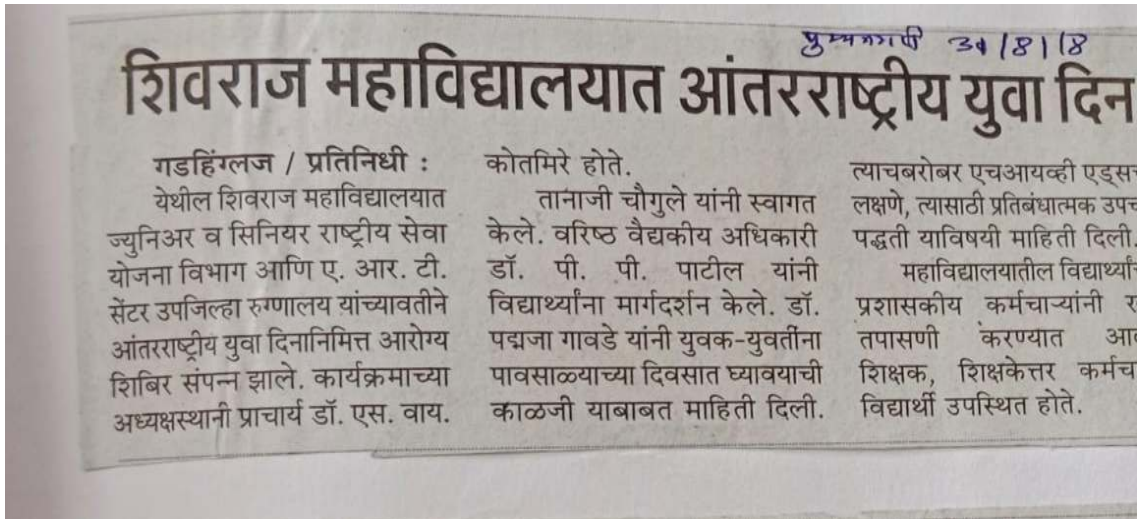 पुण्यनगरी 31/8/18
शिवराज महाविद्यालयात आंतरराष्ट्रीय युवा दिन
गडहिंग्लज / प्रतिनिधी :
येथील शिवराज महाविद्यालयात
ज्युनिअर व सिनियर राष्ट्रीय सेवा
योजना विभाग आणि ए. आर. टी.
सेंटर उपजिल्हा रुग्णालय यांच्यावतीने
आंतरराष्ट्रीय युवा दिनानिमित्त आरोग्य
शिबिर संपन्न झाले. कार्यक्रमाच्या
अध्यक्षस्थानी प्राचार्य डॉ. एस. वाय.
कोतमिरे होते.
तानाजी चौगुले यांनी स्वागत
केले. वरिष्ठ वैद्यकीय अधिकारी
डॉ. पी. पी. पाटील यांनी
विद्यार्थ्यांना मार्गदर्शन केले. डॉ.
पद्मजा गावडे यांनी युवक-युवतींना
पावसाळ्याच्या दिवसात घ्यावयाची
काळजी याबाबत माहिती दिली.
त्याचबरोबर एचआयव्ही
लक्षणे, त्यासाठी प्रतिबंधात्मक
पद्धती याविषयी माहिती दिली.
महाविद्यालयातील
प्रशासकीय कर्मचाऱ्यांनी
तपासणी करण्यात
शिक्षक, शिक्षकेत्तर
विद्यार्थी उपस्थित होते.